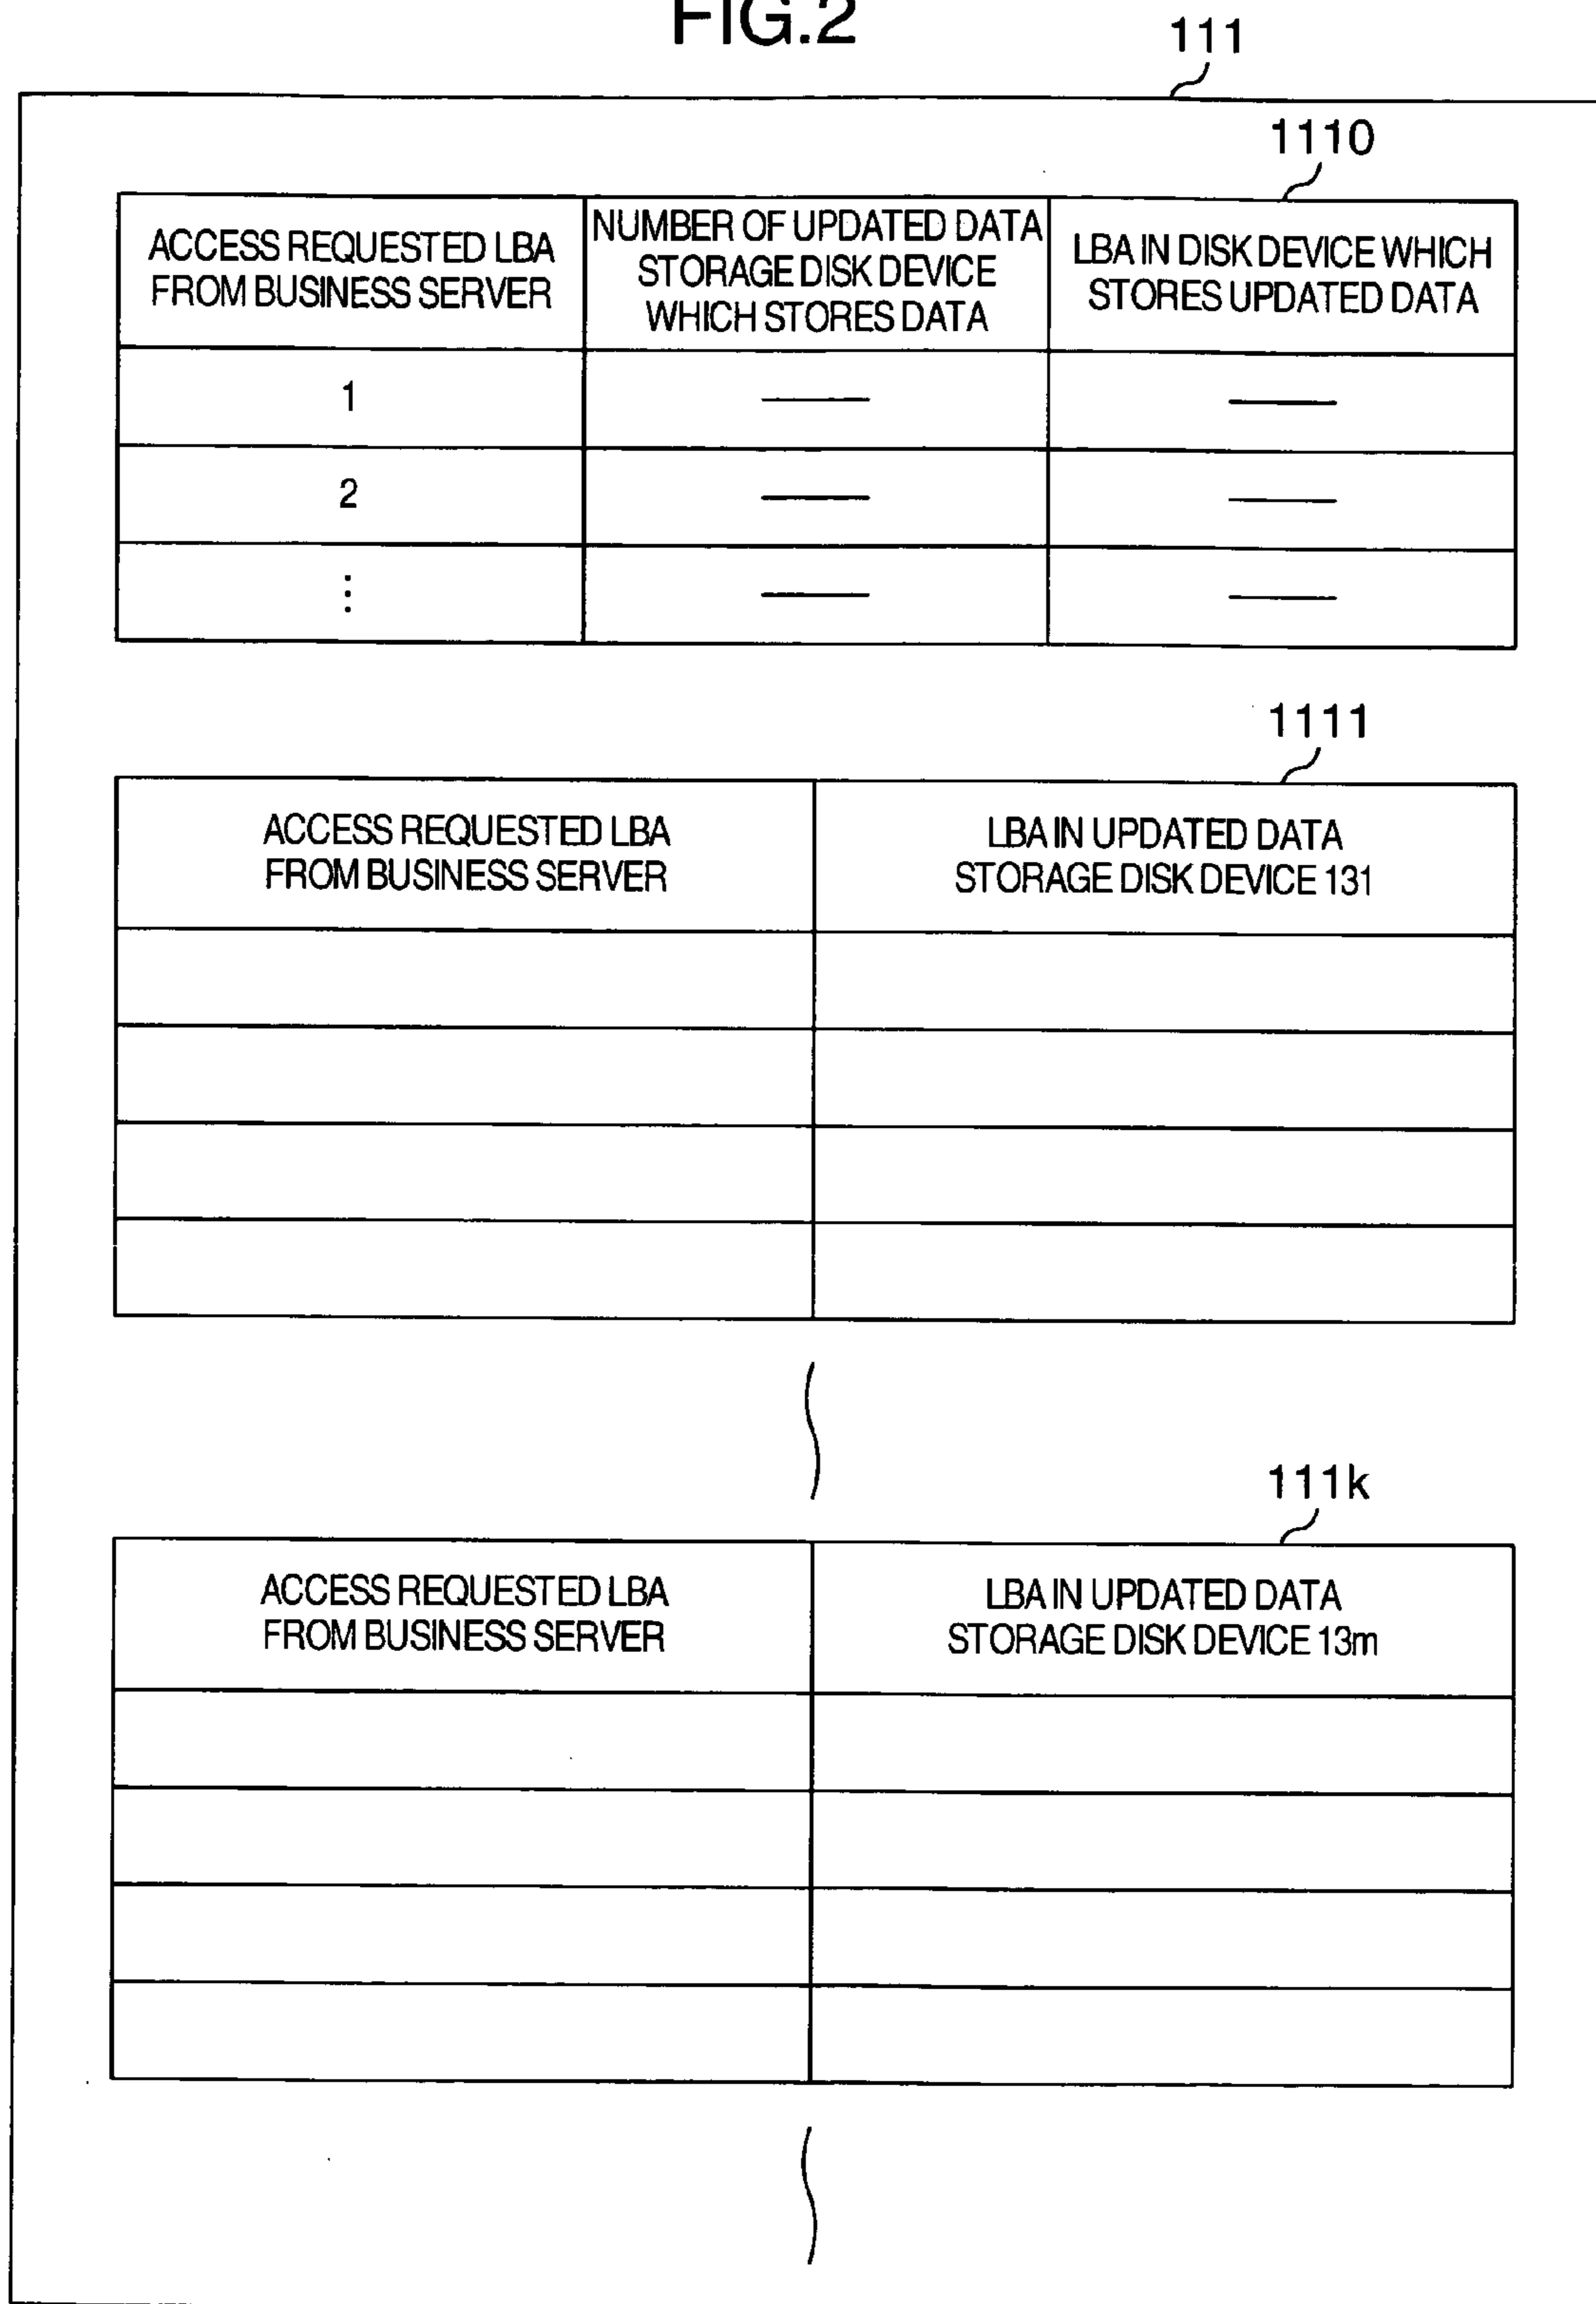 FIG.2
111
1110
ACCESS REQUESTED LBA
FROM BUSINESS SERVER
NUMBER OF UPDATED DATA
STORAGE DISK DEVICE
WHICH STORES DATA
LBA IN DISK DEVICE WHICH
STORES UPDATED DATA
1
2
⋮
1111
ACCESS REQUESTED LBA
FROM BUSINESS SERVER
LBA IN UPDATED DATA
STORAGE DISK DEVICE 131
111k
ACCESS REQUESTED LBA
FROM BUSINESS SERVER
LBA IN UPDATED DATA
STORAGE DISK DEVICE 13m